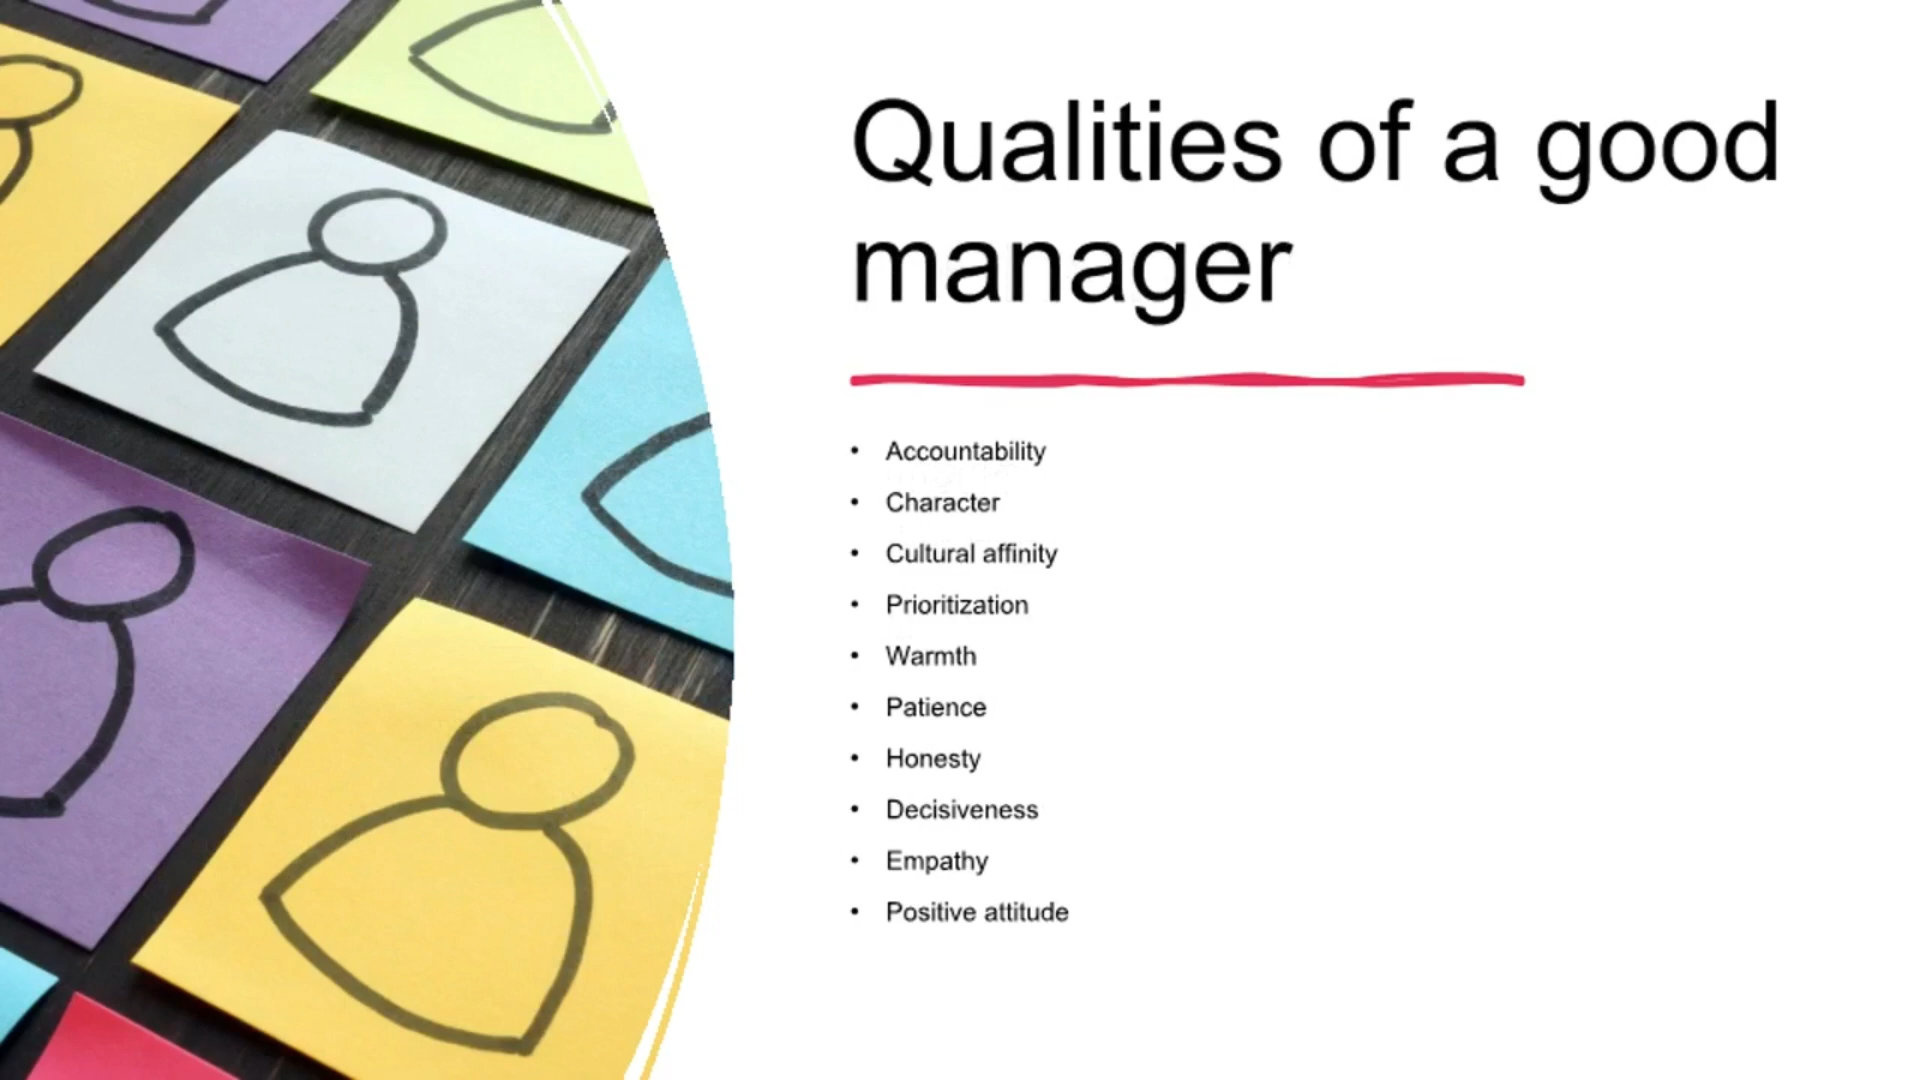 Qualities of a good
manager
• Accountability
• Character
• Cultural affinity
• Prioritization
• Warmth
• Patience
• Honesty
• Decisiveness
• Empathy
• Positive attitude